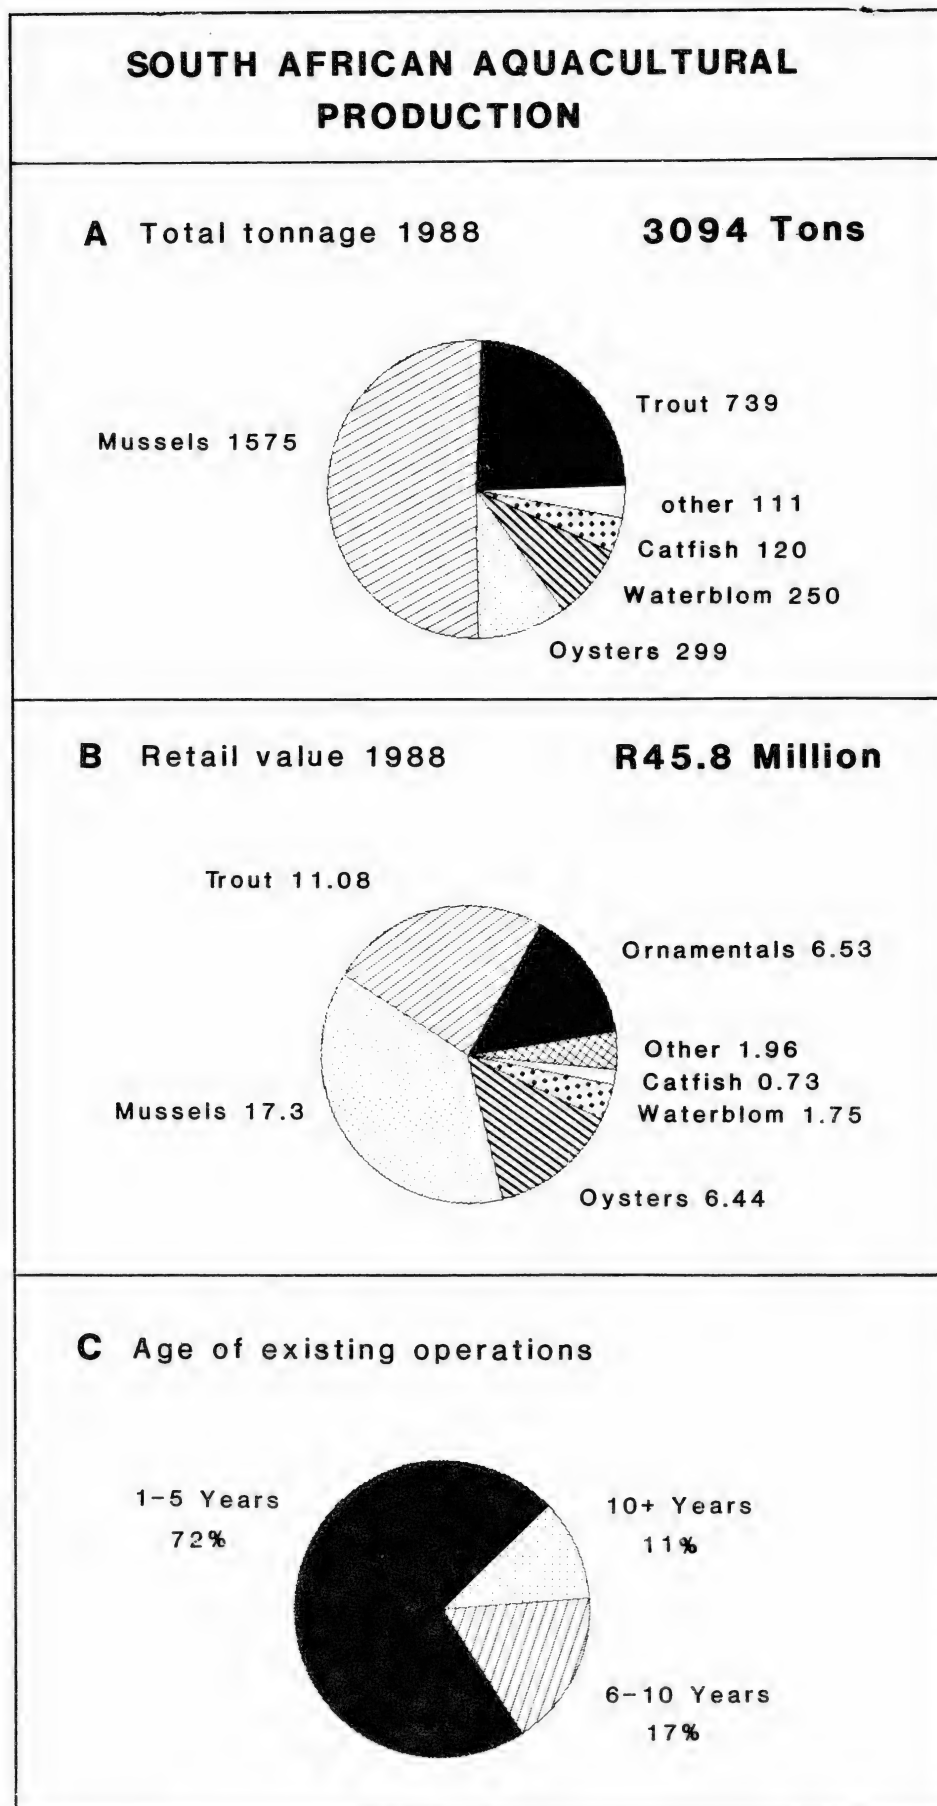 SOUTH AFRICAN AQUACULTURAL
PRODUCTION
A Total tonnage 1988 3094 Tons
Trout 739
Mussels 1575
other 111
Catfish 120
Waterblom 250
Oysters 299
B Retail value 1988 R45.8 Million
Trout 11.08
Ornamentals 6.53
Other 1.96
Catfish 0.73
Mussels 17.3
Waterblom 1.75
Oysters 6.44
C Age of existing operations
1-5 Years
72%
10+ Years
11%
6-10 Years
17%